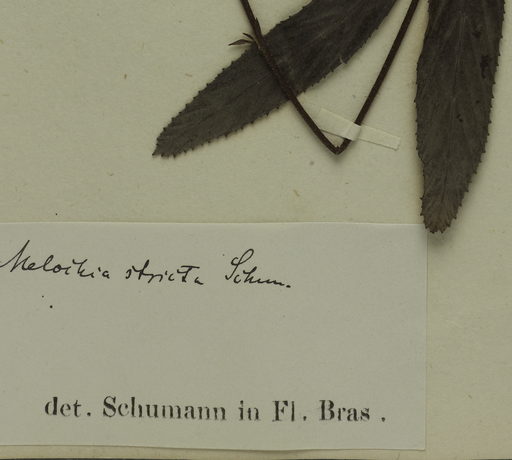 Melochia stricta Schum.
det. Schumann in Fl. Bras.